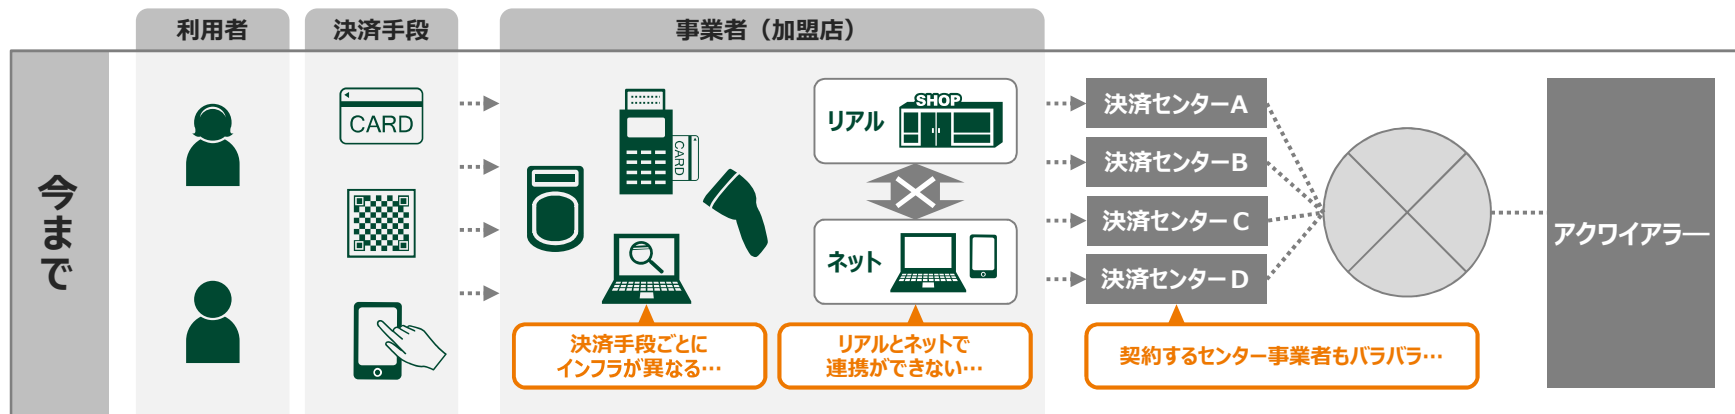 利用者
決済手段
事業者（加盟店）
今まで
CARD
CARD
リアル
SHOP
ネット
決済センターA
決済センターB
決済センターC
決済センターD
アクワイアラー
決済手段ごとに
インフラが異なる…
リアルとネットで
連携ができない…
契約するセンター事業者もバラバラ…